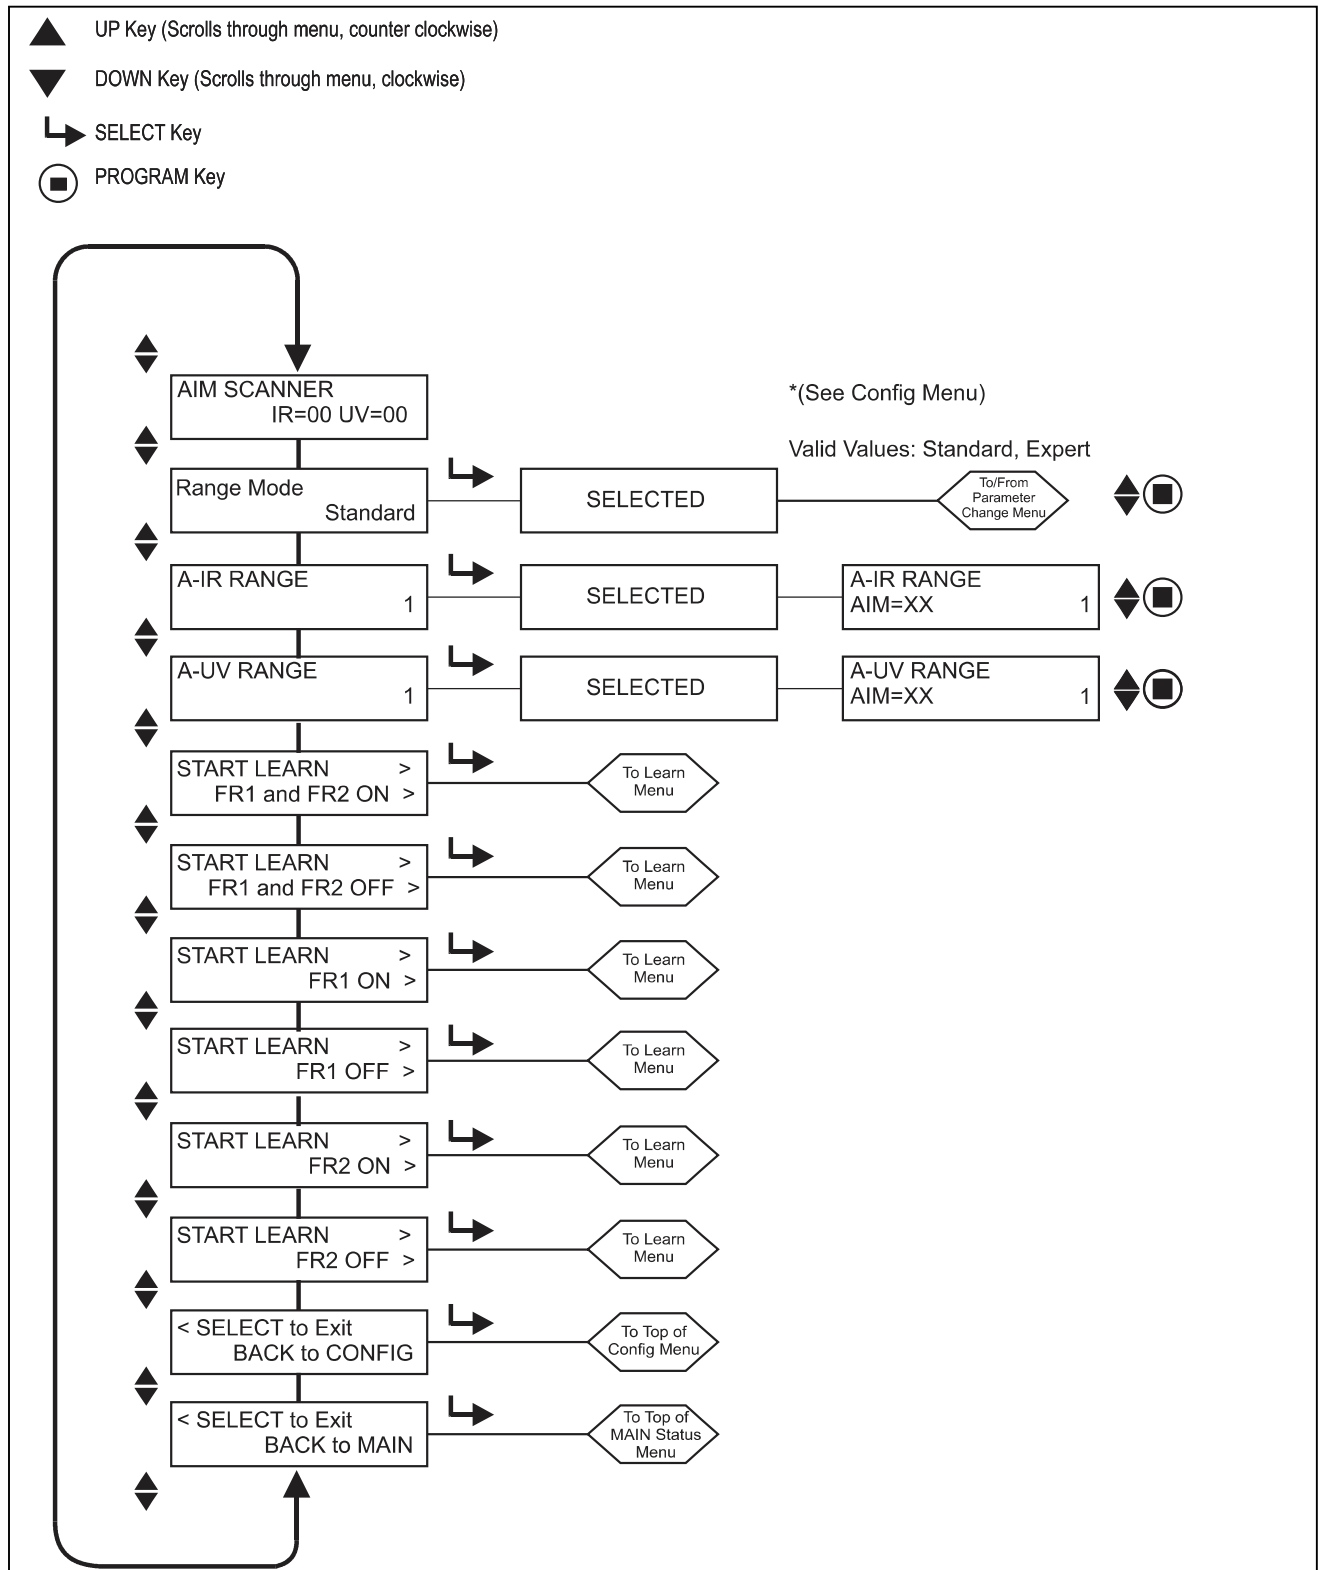 UP Key (Scrolls through menu, counter clockwise)
DOWN Key (Scrolls through menu, clockwise)
SELECT Key
PROGRAM Key
AIM SCANNER
IR=00 UV=00
*(See Config Menu)
Valid Values: Standard, Expert
Range Mode
Standard
SELECTED
To/From
Parameter
Change Menu
A-IR RANGE
1
SELECTED
A-IR RANGE
AIM=XX 1
A-UV RANGE
1
SELECTED
A-UV RANGE
AIM=XX 1
START LEARN >
FR1 and FR2 ON >
To Learn
Menu
START LEARN >
FR1 and FR2 OFF >
To Learn
Menu
START LEARN >
FR1 ON >
To Learn
Menu
START LEARN >
FR1 OFF >
To Learn
Menu
START LEARN >
FR2 ON >
To Learn
Menu
START LEARN >
FR2 OFF >
To Learn
Menu
< SELECT to Exit
BACK to CONFIG
To Top of
Config Menu
< SELECT to Exit
BACK to MAIN
To Top of
MAIN Status
Menu